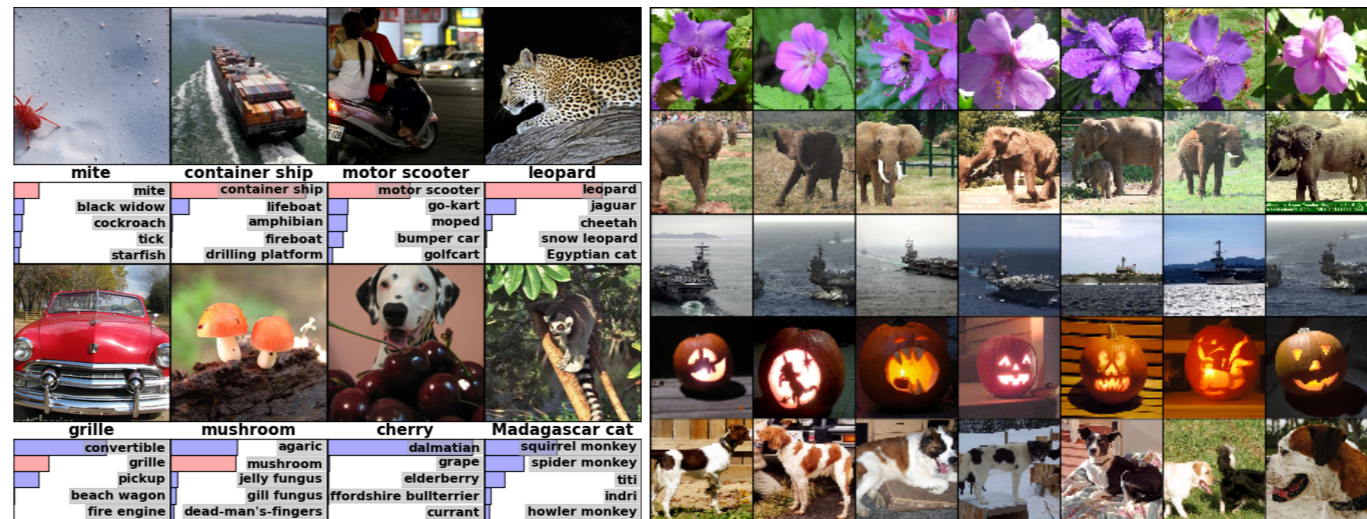 mite
container ship
motor scooter
leopard
mite
black widow
cockroach
tick
starfish
container ship
lifeboat
amphibian
fireboat
drilling platform
motor scooter
go-kart
moped
bumper car
golfcart
leopard
jaguar
cheetah
snow leopard
Egyptian cat
grille
mushroom
cherry
Madagascar cat
convertible
grille
pickup
beach wagon
fire engine
agaric
mushroom
jelly fungus
gill fungus
dead-man's-fingers
dalmatian
grape
elderberry
ffordshire bullterrier
currant
squirrel monkey
spider monkey
titi
indri
howler monkey